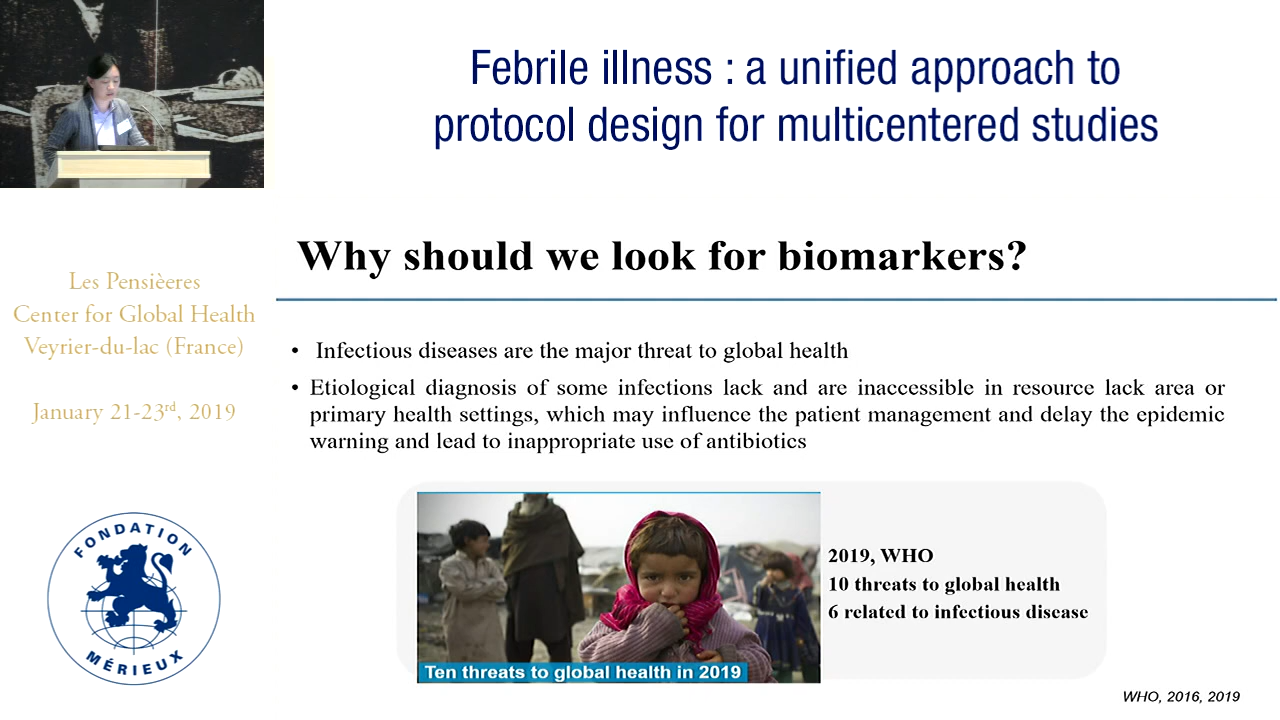 Febrile illness : a unified approach to
protocol design for multicentered studies
Les Pensièeres
Center for Global Health
Veyrier-du-lac (France)
January 21-23rd, 2019
FONDATION
MÉRIEUX
Why should we look for biomarkers?
• Infectious diseases are the major threat to global health
• Etiological diagnosis of some infections lack and are inaccessible in resource lack area or
primary health settings, which may influence the patient management and delay the epidemic
warning and lead to inappropriate use of antibiotics
Ten threats to global health in 2019
2019, WHO
10 threats to global health
6 related to infectious disease
WHO, 2016, 2019